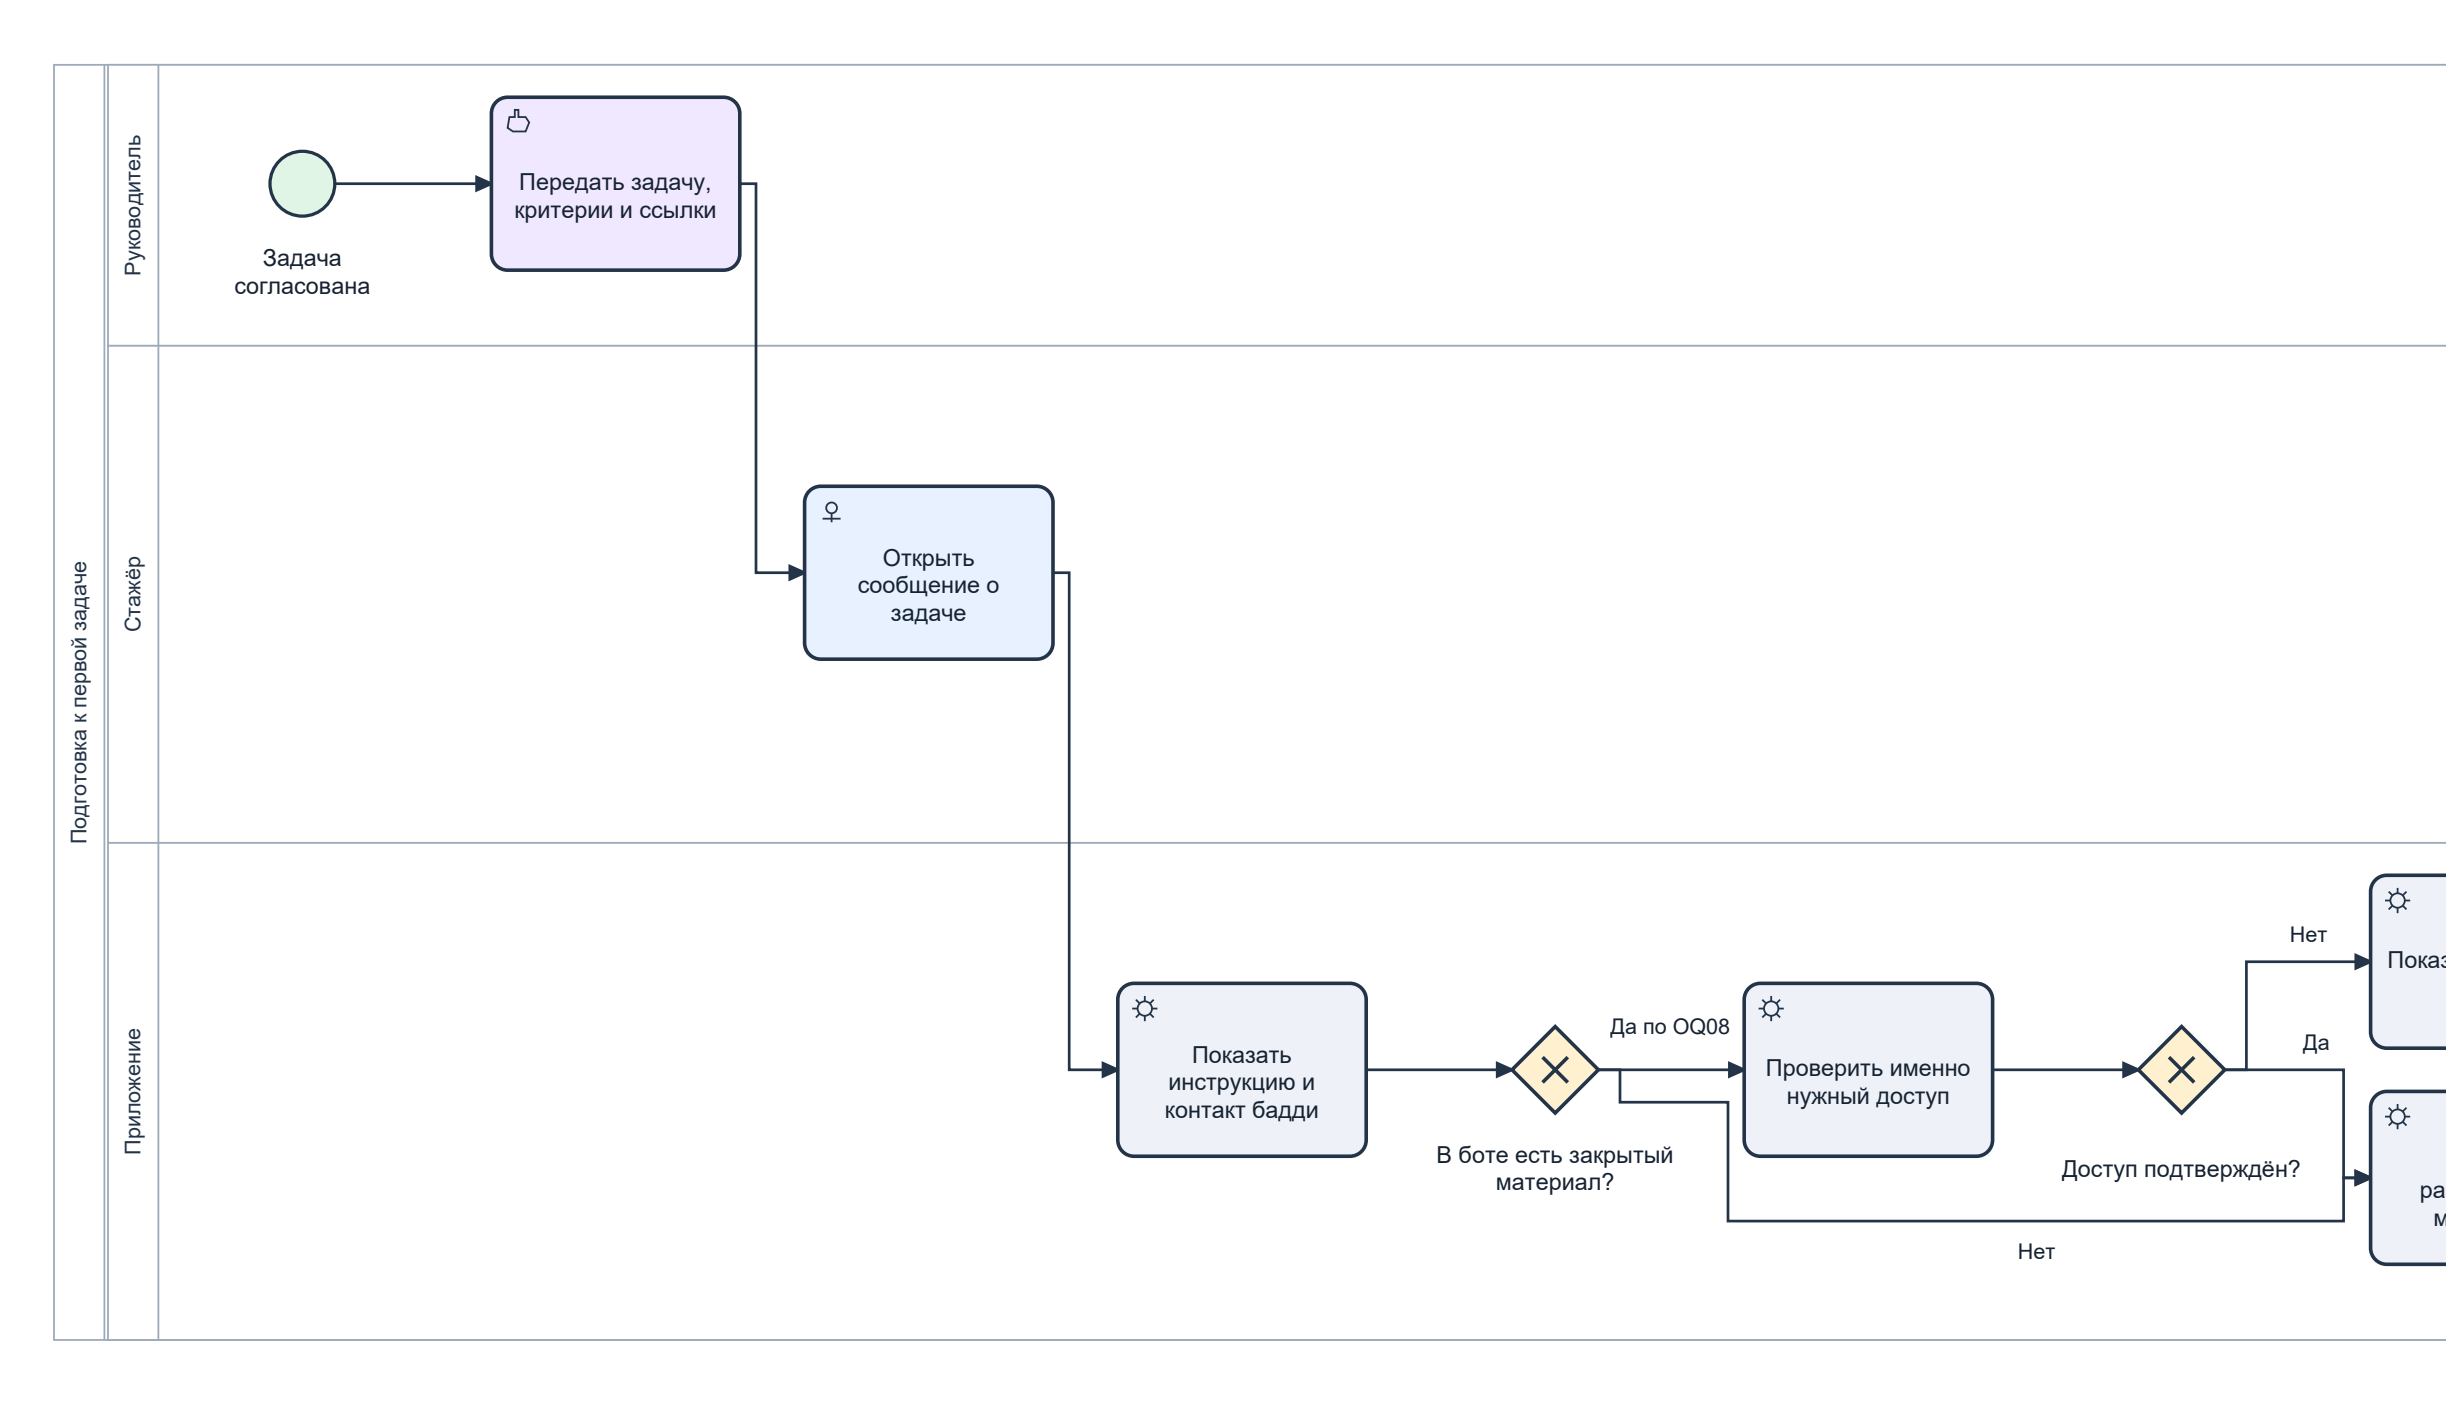 Подготовка к первой задаче
Руководитель
Задача
согласована
Передать задачу,
критерии и ссылки
Стажёр
Открыть
сообщение о
задаче
Приложение
Показать
инструкцию и
контакт бадди
В боте есть закрытый
материал?
Да по OQ08
Проверить именно
нужный доступ
Нет
Доступ подтверждён?
Нет
Да